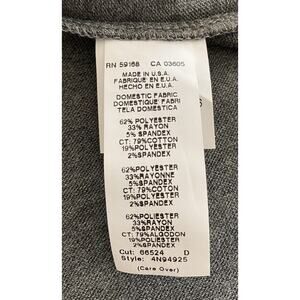 RN 59168 CA 03605
MADE IN U.S.A.
FABRIQUE' EN E.U.A.
HECHO EN E.U.A.
DOMESTIC FABRIC
DOMESTIQUE' FABRI
TELA DOMESTICA
62%POLYESTER
33% RAYON
5% SPANDEX
CT: 79%COTTON
19%POLYESTER
2%SPANDEX
62%POLYESTER
33%RAYONNE
5%SPANDEX
CT: 79%COTON
19%POLYESTER
2%SPANDEX
62%POLIESTER
33%RAYON
5%SPANDEX
CT: 79%ALGODON
19%POLIESTER
2%SPANDEX
Cut: 66524 D
Style: 4N94925
(Care Over)
S